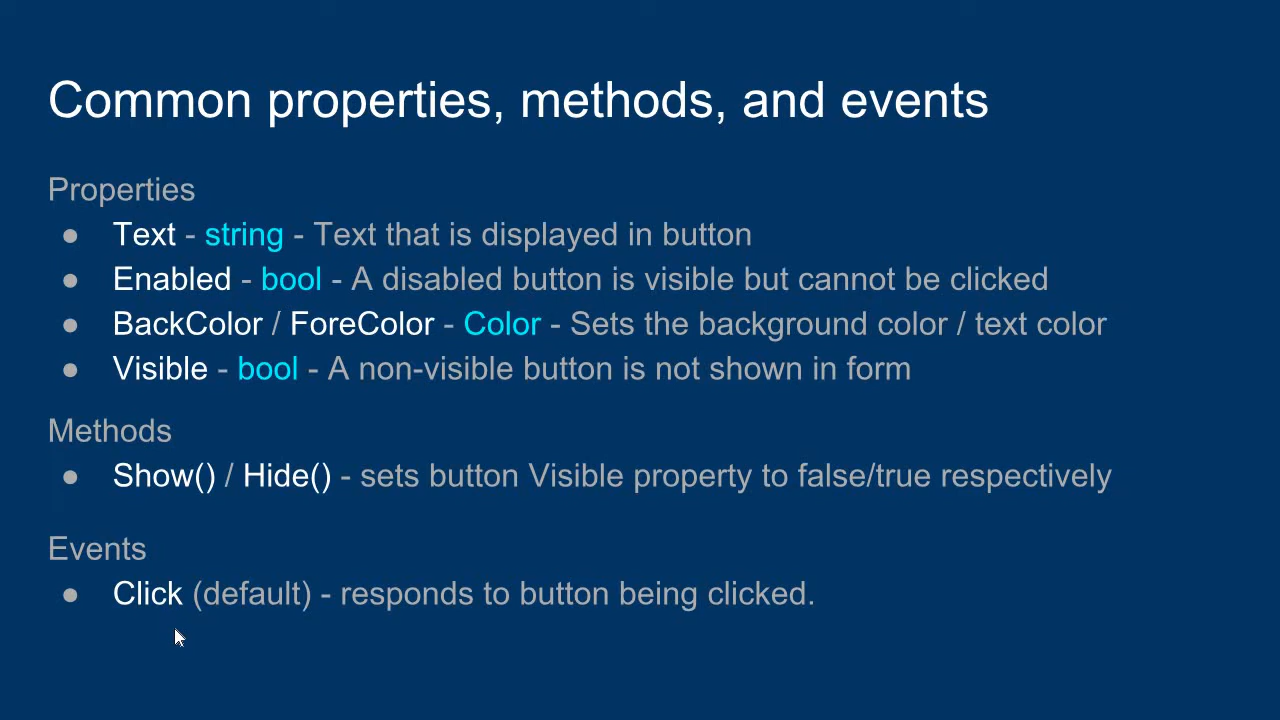 Common properties, methods, and events
Properties
● Text - string - Text that is displayed in button
● Enabled - bool - A disabled button is visible but cannot be clicked
● BackColor / ForeColor - Color - Sets the background color / text color
● Visible - bool - A non-visible button is not shown in form
Methods
● Show() / Hide() - sets button Visible property to false/true respectively
Events
● Click (default) - responds to button being clicked.